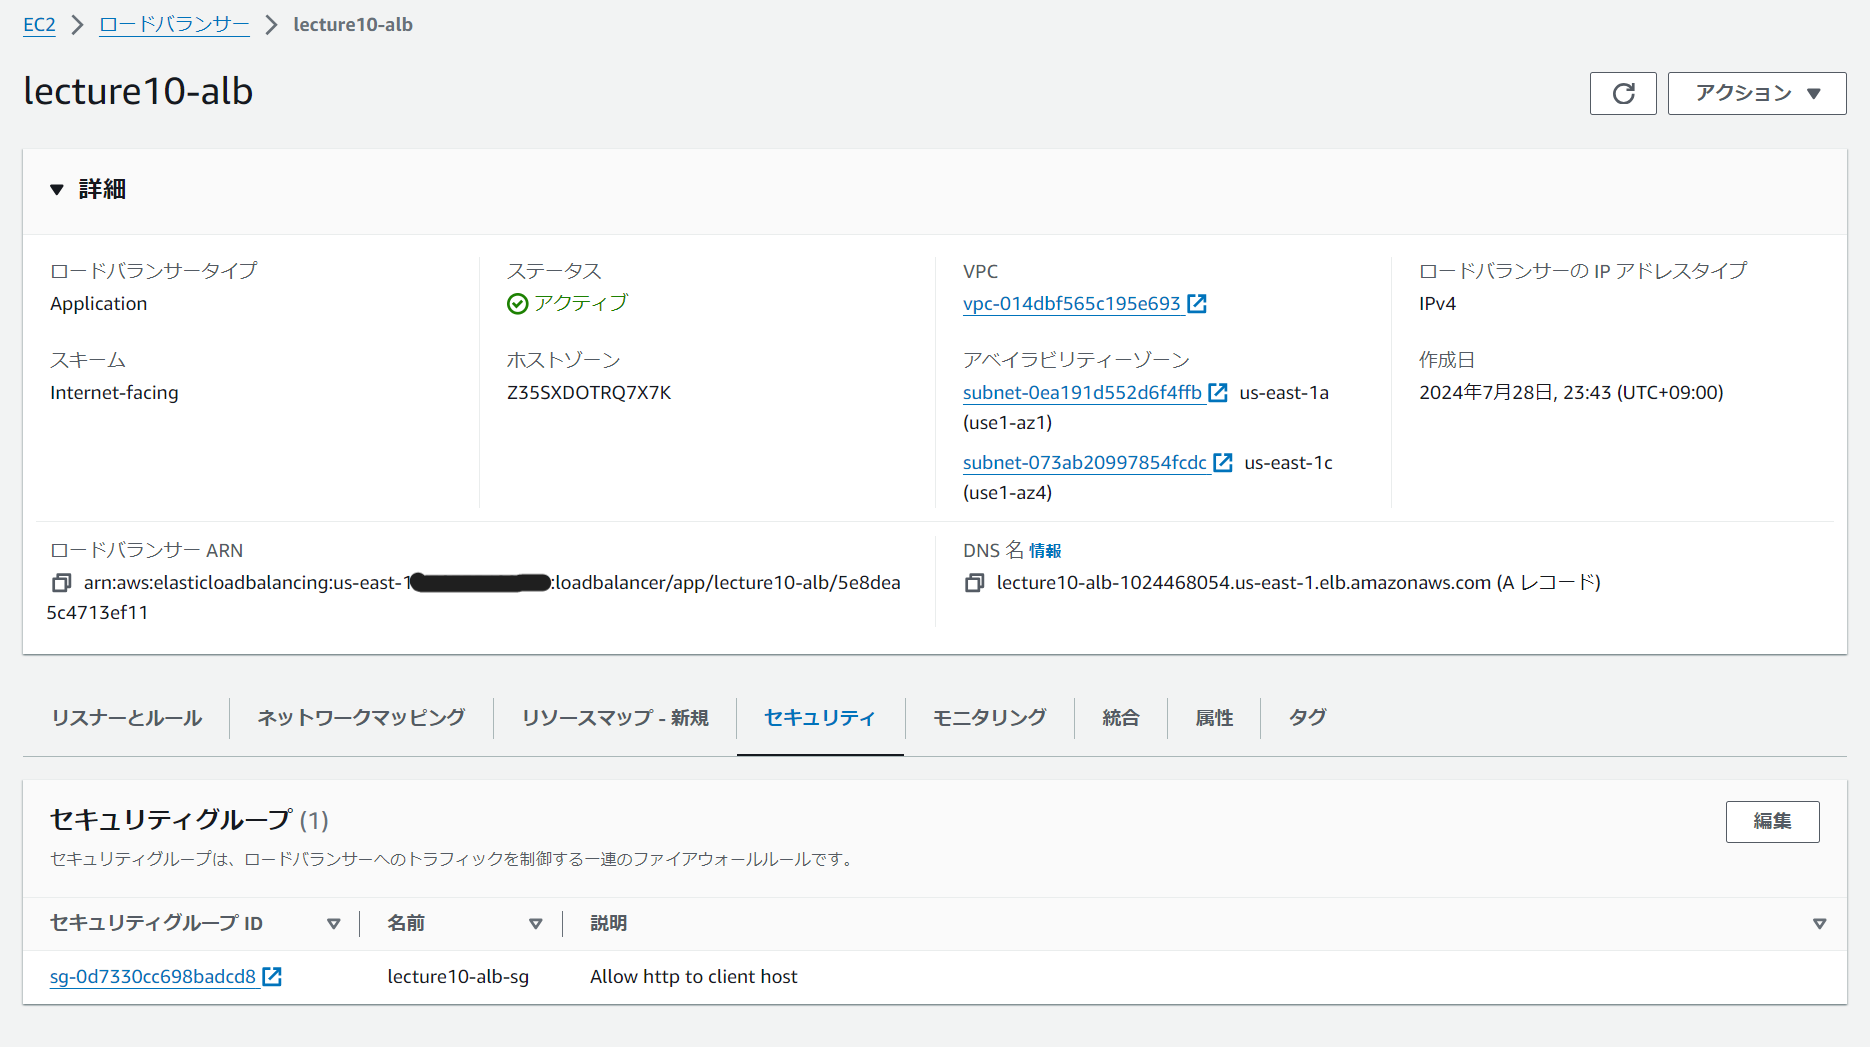 EC2 ロードバランサー lecture10-alb
lecture10-alb
アクション
詳細
ロードバランサータイプ
Application
ステータス
アクティブ
VPC
vpc-014dbf565c195e693
ロードバランサーの IP アドレスタイプ
IPv4
スキーム
Internet-facing
ホストゾーン
Z35SXDOTRQ7X7K
アベイラビリティーゾーン
subnet-0ea191d552d6f4ffb us-east-1a
(use1-az1)
subnet-073ab20997854fcdc us-east-1c
(use1-az4)
作成日
2024年7月28日, 23:43 (UTC+09:00)
ロードバランサー ARN
arn:aws:elasticloadbalancing:us-east-1 :loadbalancer/app/lecture10-alb/5e8dea
5c4713ef11
DNS 名 情報
lecture10-alb-1024468054.us-east-1.elb.amazonaws.com (A レコード)
リスナーとルール ネットワークマッピング リソースマップ - 新規 セキュリティ モニタリング 統合 属性 タグ
セキュリティグループ (1)
編集
セキュリティグループは、ロードバランサーへのトラフィックを制御する一連のファイアウォールルールです。
セキュリティグループ ID 名前 説明
sg-0d7330cc698badcd8 lecture10-alb-sg Allow http to client host